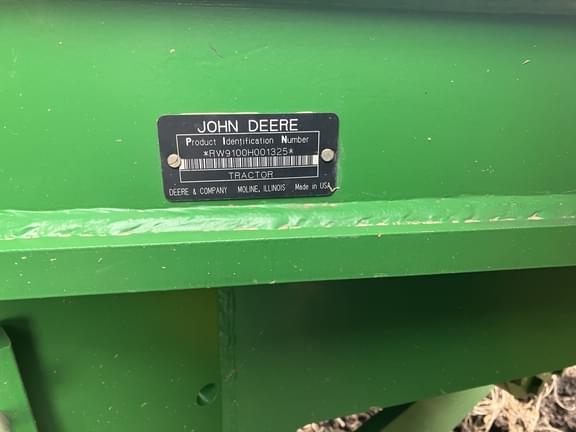 JOHN DEERE
Product Identification Number
*RW9100H001325*
TRACTOR
DEERE & COMPANY MOLINE, ILLINOIS Made in USA